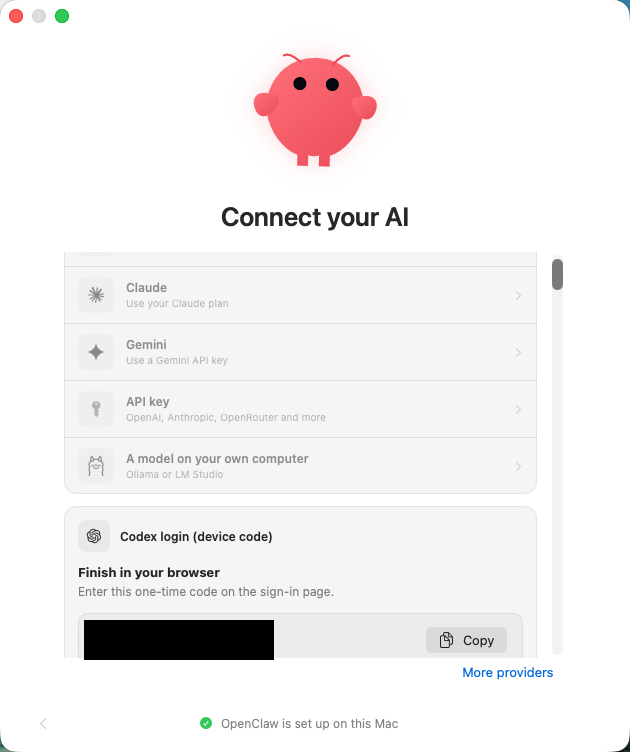 Connect your AI
Claude
Use your Claude plan
Gemini
Use a Gemini API key
API key
OpenAI, Anthropic, OpenRouter and more
A model on your own computer
Ollama or LM Studio
Codex login (device code)
Finish in your browser
Enter this one-time code on the sign-in page.
Copy
More providers
OpenClaw is set up on this Mac